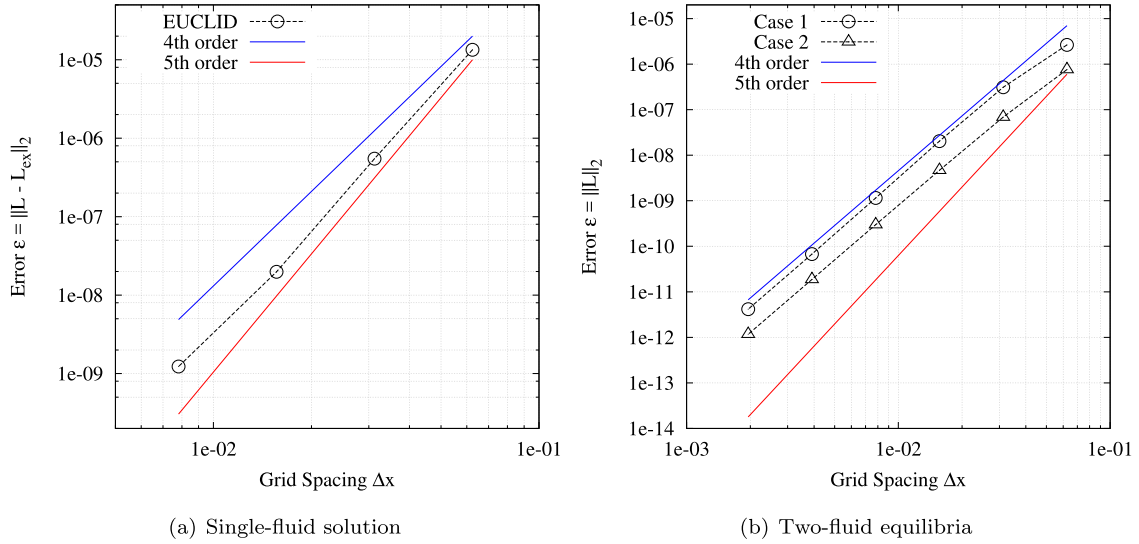 EUCLID
4th order
5th order
1e-05
1e-06
1e-07
1e-08
1e-09
1e-02
1e-01
Error ε = ||L - L_ex||_2
Grid Spacing Δx
(a) Single-fluid solution
Case 1
Case 2
4th order
5th order
1e-05
1e-06
1e-07
1e-08
1e-09
1e-10
1e-11
1e-12
1e-13
1e-14
1e-03
1e-02
1e-01
Error ε = ||L||_2
Grid Spacing Δx
(b) Two-fluid equilibria